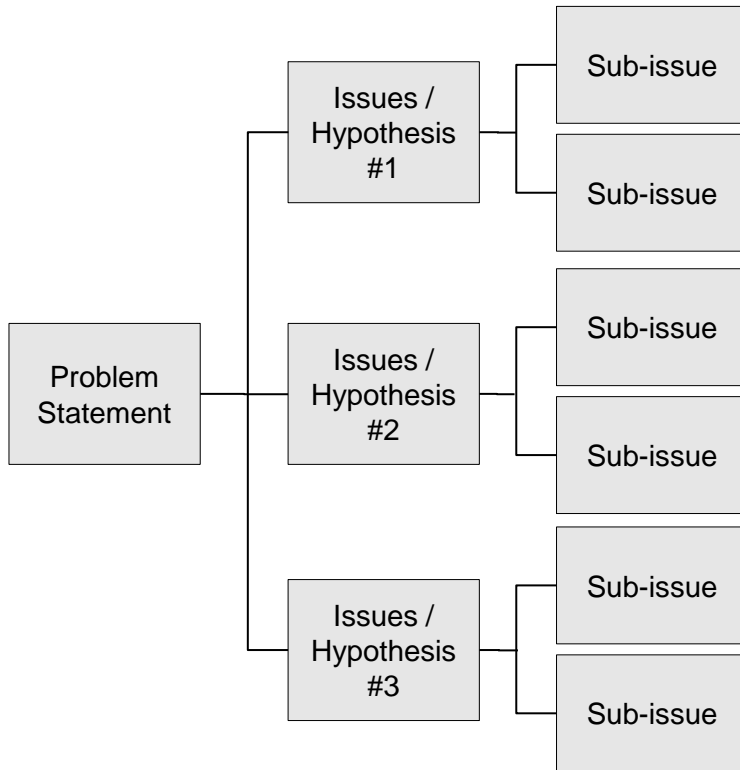 Problem
Statement
Issues /
Hypothesis
#1
Sub-issue
Sub-issue
Issues /
Hypothesis
#2
Sub-issue
Sub-issue
Issues /
Hypothesis
#3
Sub-issue
Sub-issue